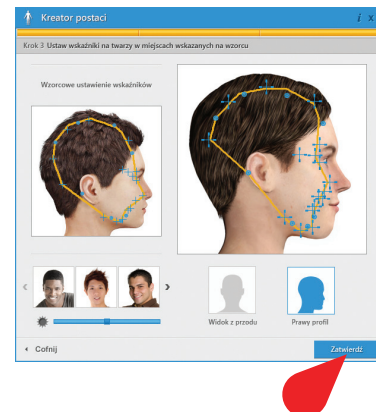 Kreator postaci
i x
Krok 3 Ustaw wskaźniki na twarzy w miejscach wskazanych na wzorcu
Wzorcowe ustawienie wskaźników
Widok z przodu
Prawy profil
Cofnij
Zatwierdź